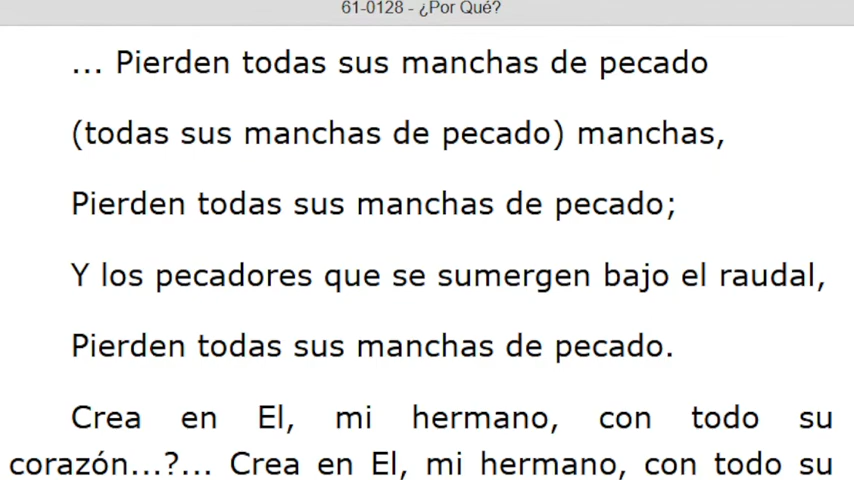 61-0128 - ¿Por Qué?
... Pierden todas sus manchas de pecado
(todas sus manchas de pecado) manchas,
Pierden todas sus manchas de pecado;
Y los pecadores que se sumergen bajo el raudal,
Pierden todas sus manchas de pecado.
Crea en El, mi hermano, con todo su
corazón...?... Crea en El, mi hermano, con todo su